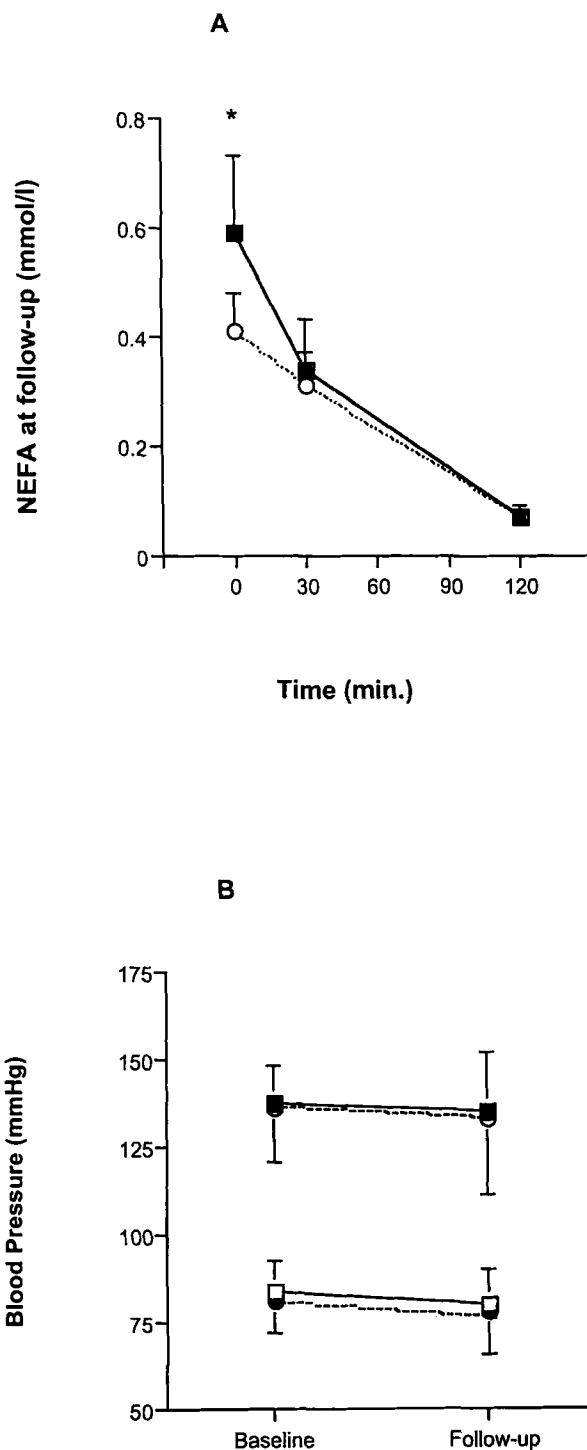 A
*
NEFA at follow-up (mmol/l)
0.8
0.6
0.4
0.2
0
0 30 60 90 120
Time (min.)
B
Blood Pressure (mmHg)
175
150
125
100
75
50
Baseline Follow-up